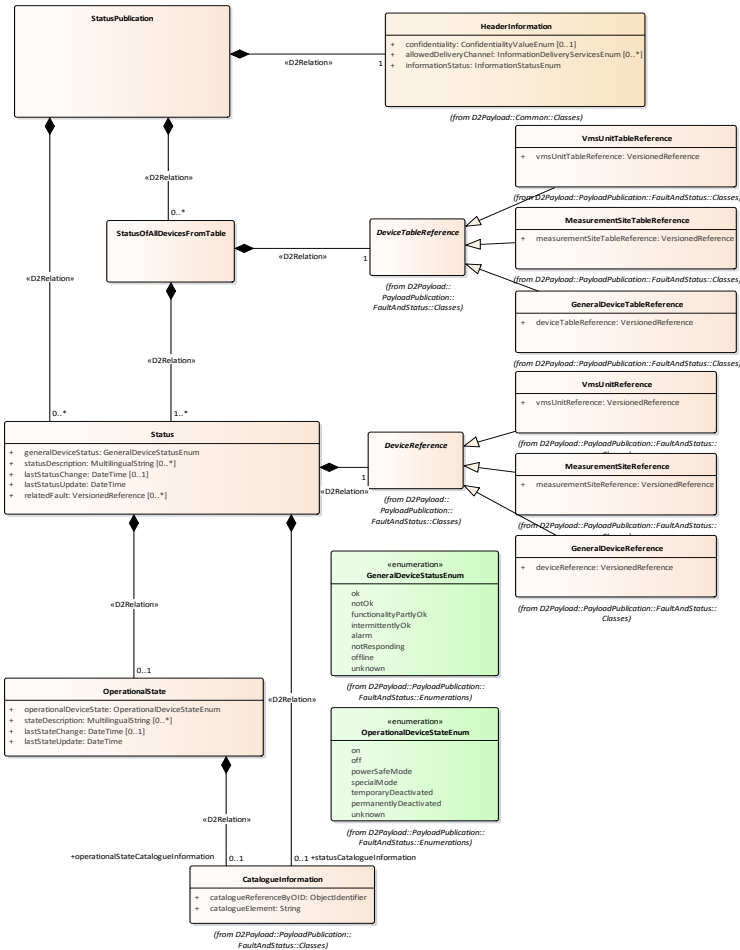 StatusPublication
HeaderInformation
+ confidentiality: ConfidentialityValueEnum [0..1]
+ allowedDeliveryChannel: InformationDeliveryServicesEnum [0..*]
+ informationStatus: InformationStatusEnum
«D2Relation»
1
(from D2Payload::Common::Classes)
VmsUnitTableReference
+ vmsUnitTableReference: VersionedReference
(from D2Payload::PayloadPublication::FaultAndStatus::Classes)
«D2Relation»
0..*
StatusOfAllDevicesFromTable
«D2Relation»
1
DeviceTableReference
(from D2Payload::
PayloadPublication::
FaultAndStatus::Classes)
MeasurementSiteTableReference
+ measurementSiteTableReference: VersionedReference
(from D2Payload::PayloadPublication::FaultAndStatus::Classes)
GeneralDeviceTableReference
+ deviceTableReference: VersionedReference
(from D2Payload::PayloadPublication::FaultAndStatus::Classes)
«D2Relation»
«D2Relation»
0..*
1..*
Status
+ generalDeviceStatus: GeneralDeviceStatusEnum
+ statusDescription: MultilingualString [0..*]
+ lastStatusChange: DateTime [0..1]
+ lastStatusUpdate: DateTime
+ relatedFault: VersionedReference [0..*]
«D2Relation»
1
DeviceReference
(from D2Payload::
PayloadPublication::
FaultAndStatus::Classes)
VmsUnitReference
+ vmsUnitReference: VersionedReference
(from D2Payload::PayloadPublication::FaultAndStatus::
MeasurementSiteReference
+ measurementSiteReference: VersionedReference
(from D2Payload::PayloadPublication::FaultAndStatus::
GeneralDeviceReference
+ deviceReference: VersionedReference
(from D2Payload::PayloadPublication::FaultAndStatus::
Classes)
«enumeration»
GeneralDeviceStatusEnum
ok
notOk
functionalityPartlyOk
intermittentlyOk
alarm
notResponding
offline
unknown
(from D2Payload::PayloadPublication::
FaultAndStatus::Enumerations)
«D2Relation»
0..1
OperationalState
+ operationalDeviceState: OperationalDeviceStateEnum
+ stateDescription: MultilingualString [0..*]
+ lastStateChange: DateTime [0..1]
+ lastStateUpdate: DateTime
«D2Relation»
«enumeration»
OperationalDeviceStateEnum
on
off
powerSafeMode
specialMode
temporaryDeactivated
permanentlyDeactivated
unknown
(from D2Payload::PayloadPublication::
FaultAndStatus::Enumerations)
«D2Relation»
+operationalStateCatalogueInformation
0..1
0..1
+statusCatalogueInformation
CatalogueInformation
+ catalogueReferenceByOID: ObjectIdentifier
+ catalogueElement: String
(from D2Payload::PayloadPublication::
FaultAndStatus::Classes)